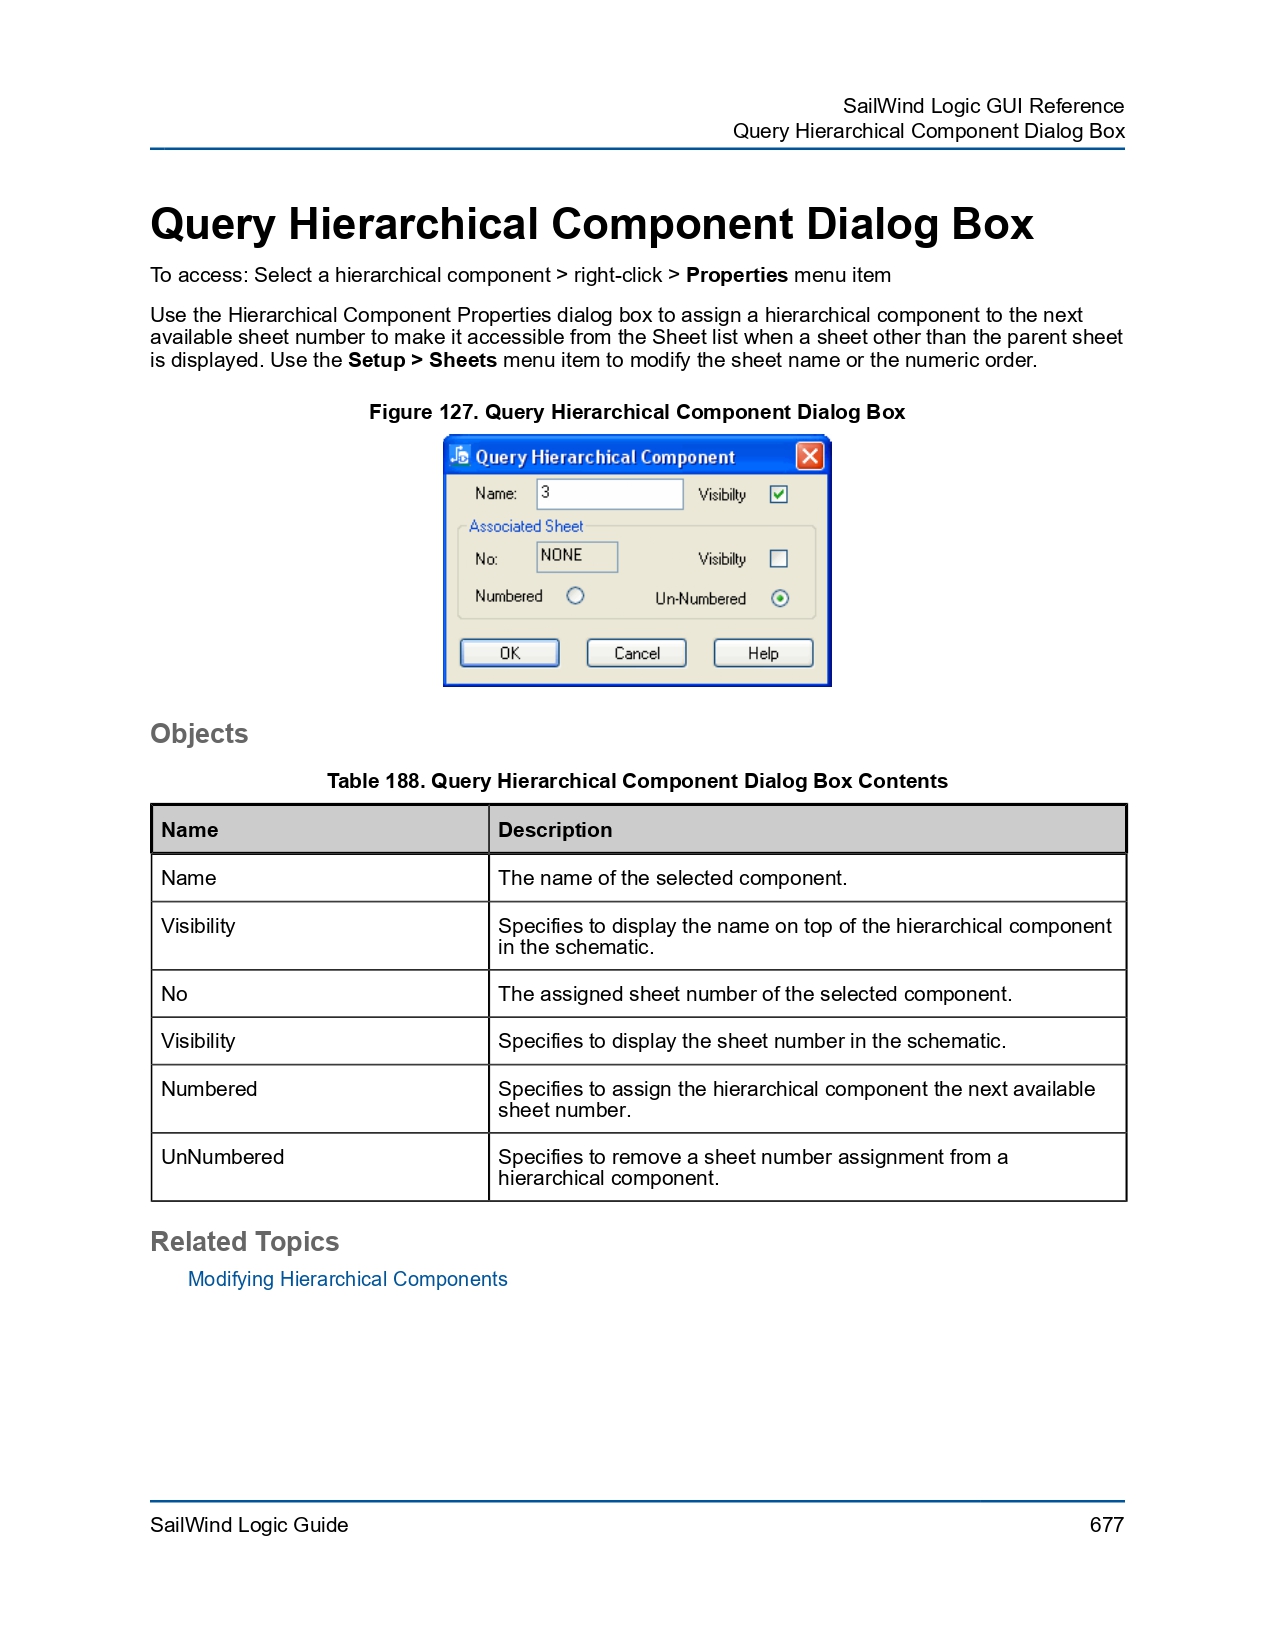 SailWind Logic GUI Reference
Query Hierarchical Component Dialog Box
Query Hierarchical Component Dialog Box
To access: Select a hierarchical component > right-click > Properties menu item
Use the Hierarchical Component Properties dialog box to assign a hierarchical component to the next
available sheet number to make it accessible from the Sheet list when a sheet other than the parent sheet
is displayed. Use the Setup > Sheets menu item to modify the sheet name or the numeric order.
Figure 127. Query Hierarchical Component Dialog Box
Query Hierarchical Component
Name: 3 Visibilty
Associated Sheet
No: NONE Visibilty
Numbered Un-Numbered
OK Cancel Help
Objects
Table 188. Query Hierarchical Component Dialog Box Contents
Name Description
Name The name of the selected component.
Visibility Specifies to display the name on top of the hierarchical component
in the schematic.
No The assigned sheet number of the selected component.
Visibility Specifies to display the sheet number in the schematic.
Numbered Specifies to assign the hierarchical component the next available
sheet number.
UnNumbered Specifies to remove a sheet number assignment from a
hierarchical component.
Related Topics
Modifying Hierarchical Components
SailWind Logic Guide 677